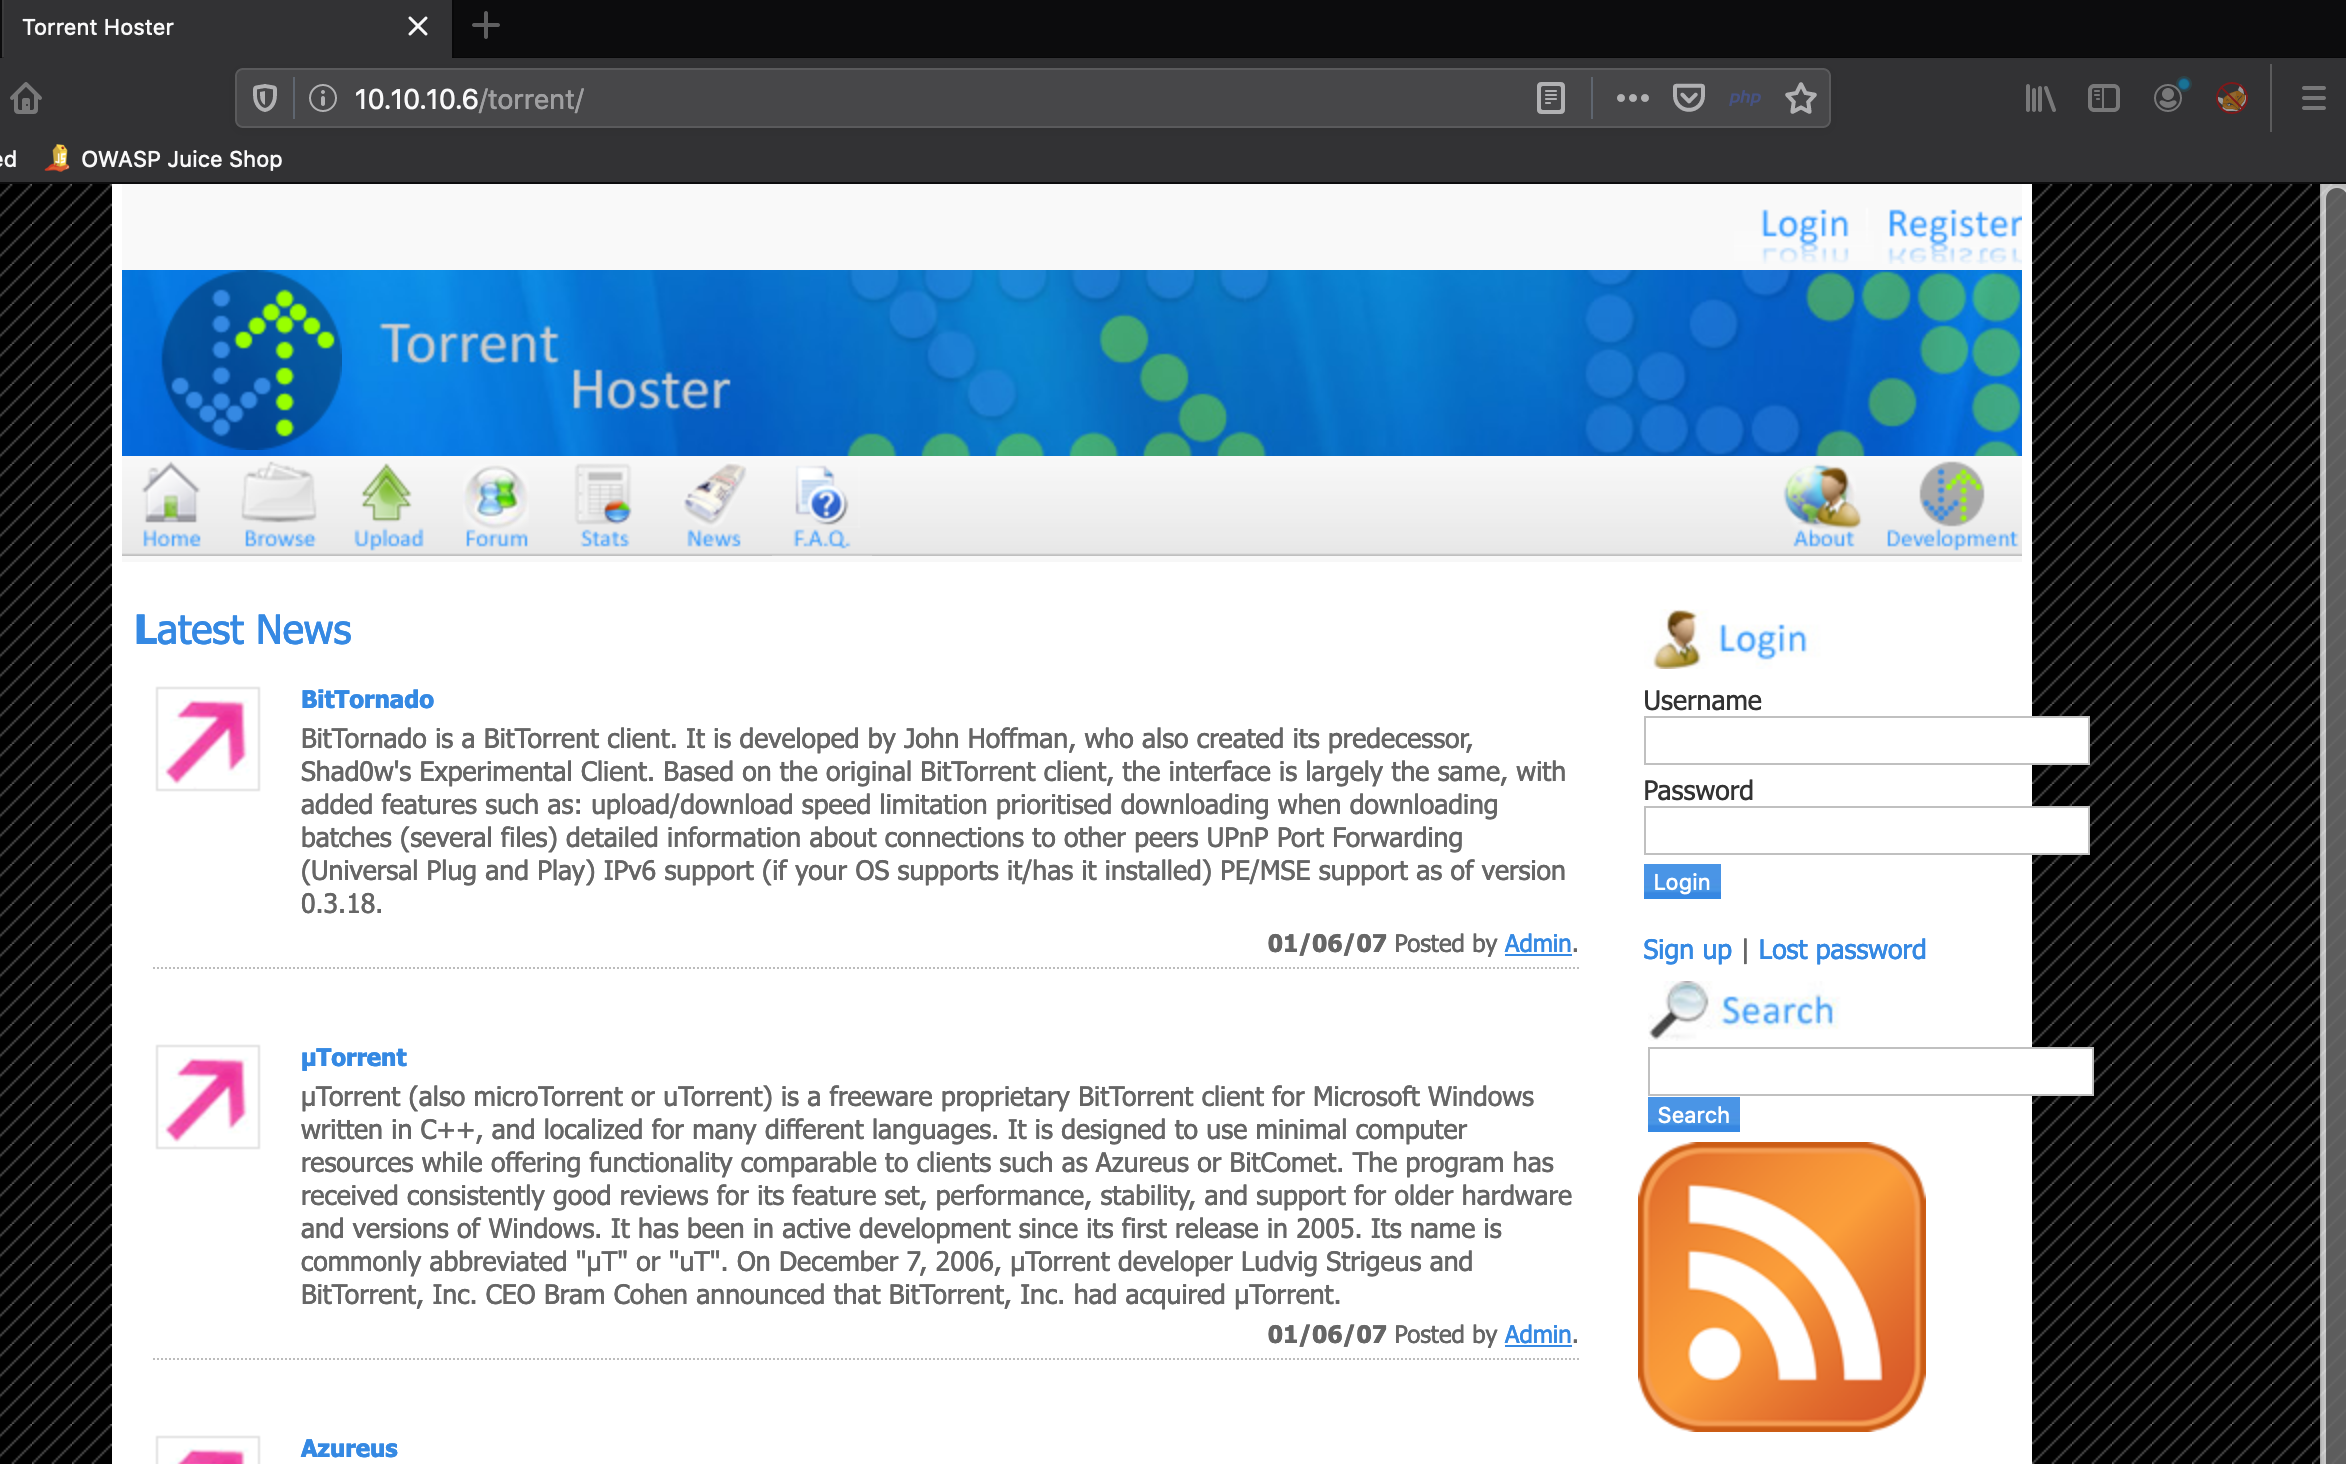 Torrent Hoster
10.10.10.6/torrent/
php
ed OWASP Juice Shop
Login Register
Torrent
Hoster
Home Browse Upload Forum Stats News F.A.Q. About Development
Latest News
BitTornado
BitTornado is a BitTorrent client. It is developed by John Hoffman, who also created its predecessor,
Shad0w's Experimental Client. Based on the original BitTorrent client, the interface is largely the same, with
added features such as: upload/download speed limitation prioritised downloading when downloading
batches (several files) detailed information about connections to other peers UPnP Port Forwarding
(Universal Plug and Play) IPv6 support (if your OS supports it/has it installed) PE/MSE support as of version
0.3.18.
01/06/07 Posted by Admin.
µTorrent
µTorrent (also microTorrent or uTorrent) is a freeware proprietary BitTorrent client for Microsoft Windows
written in C++, and localized for many different languages. It is designed to use minimal computer
resources while offering functionality comparable to clients such as Azureus or BitComet. The program has
received consistently good reviews for its feature set, performance, stability, and support for older hardware
and versions of Windows. It has been in active development since its first release in 2005. Its name is
commonly abbreviated "µT" or "uT". On December 7, 2006, µTorrent developer Ludvig Strigeus and
BitTorrent, Inc. CEO Bram Cohen announced that BitTorrent, Inc. had acquired µTorrent.
01/06/07 Posted by Admin.
Azureus
Login
Username
Password
Login
Sign up | Lost password
Search
Search